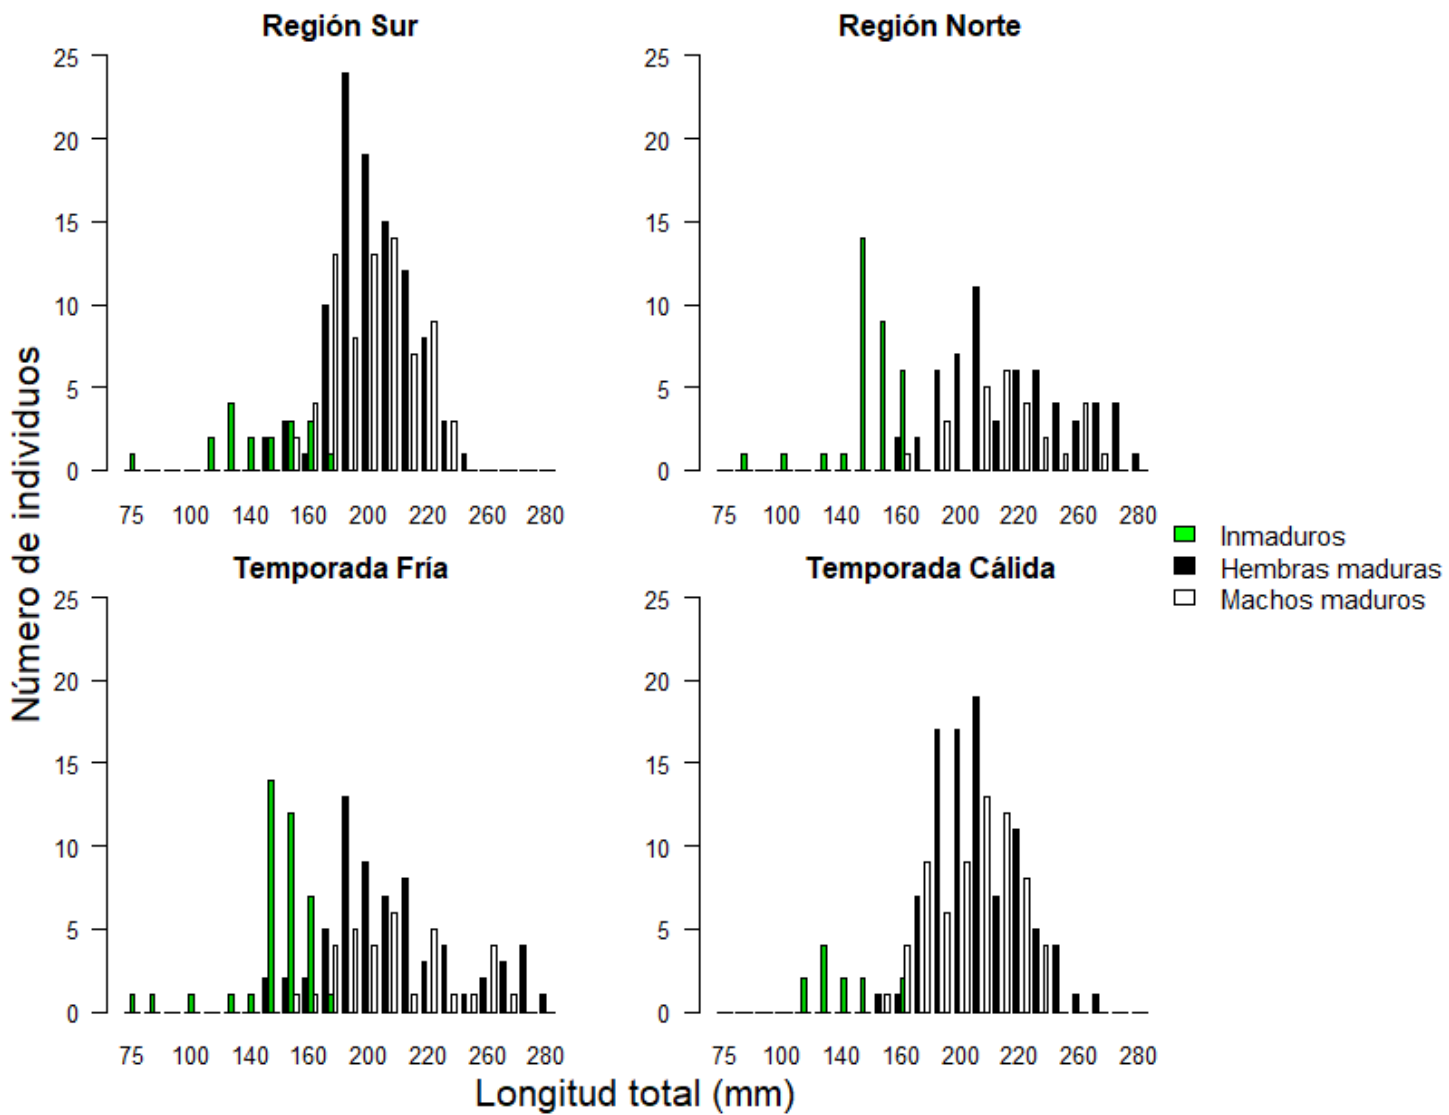 Región Sur
25
20
15
10
5
0
75 100 140 160 200 220 260 280
Región Norte
25
20
15
10
5
0
75 100 140 160 200 220 260 280
Temporada Fría
25
20
15
10
5
0
75 100 140 160 200 220 260 280
Temporada Cálida
25
20
15
10
5
0
75 100 140 160 200 220 260 280
Inmaduros
Hembras maduras
Machos maduros
Número de individuos
Longitud total (mm)